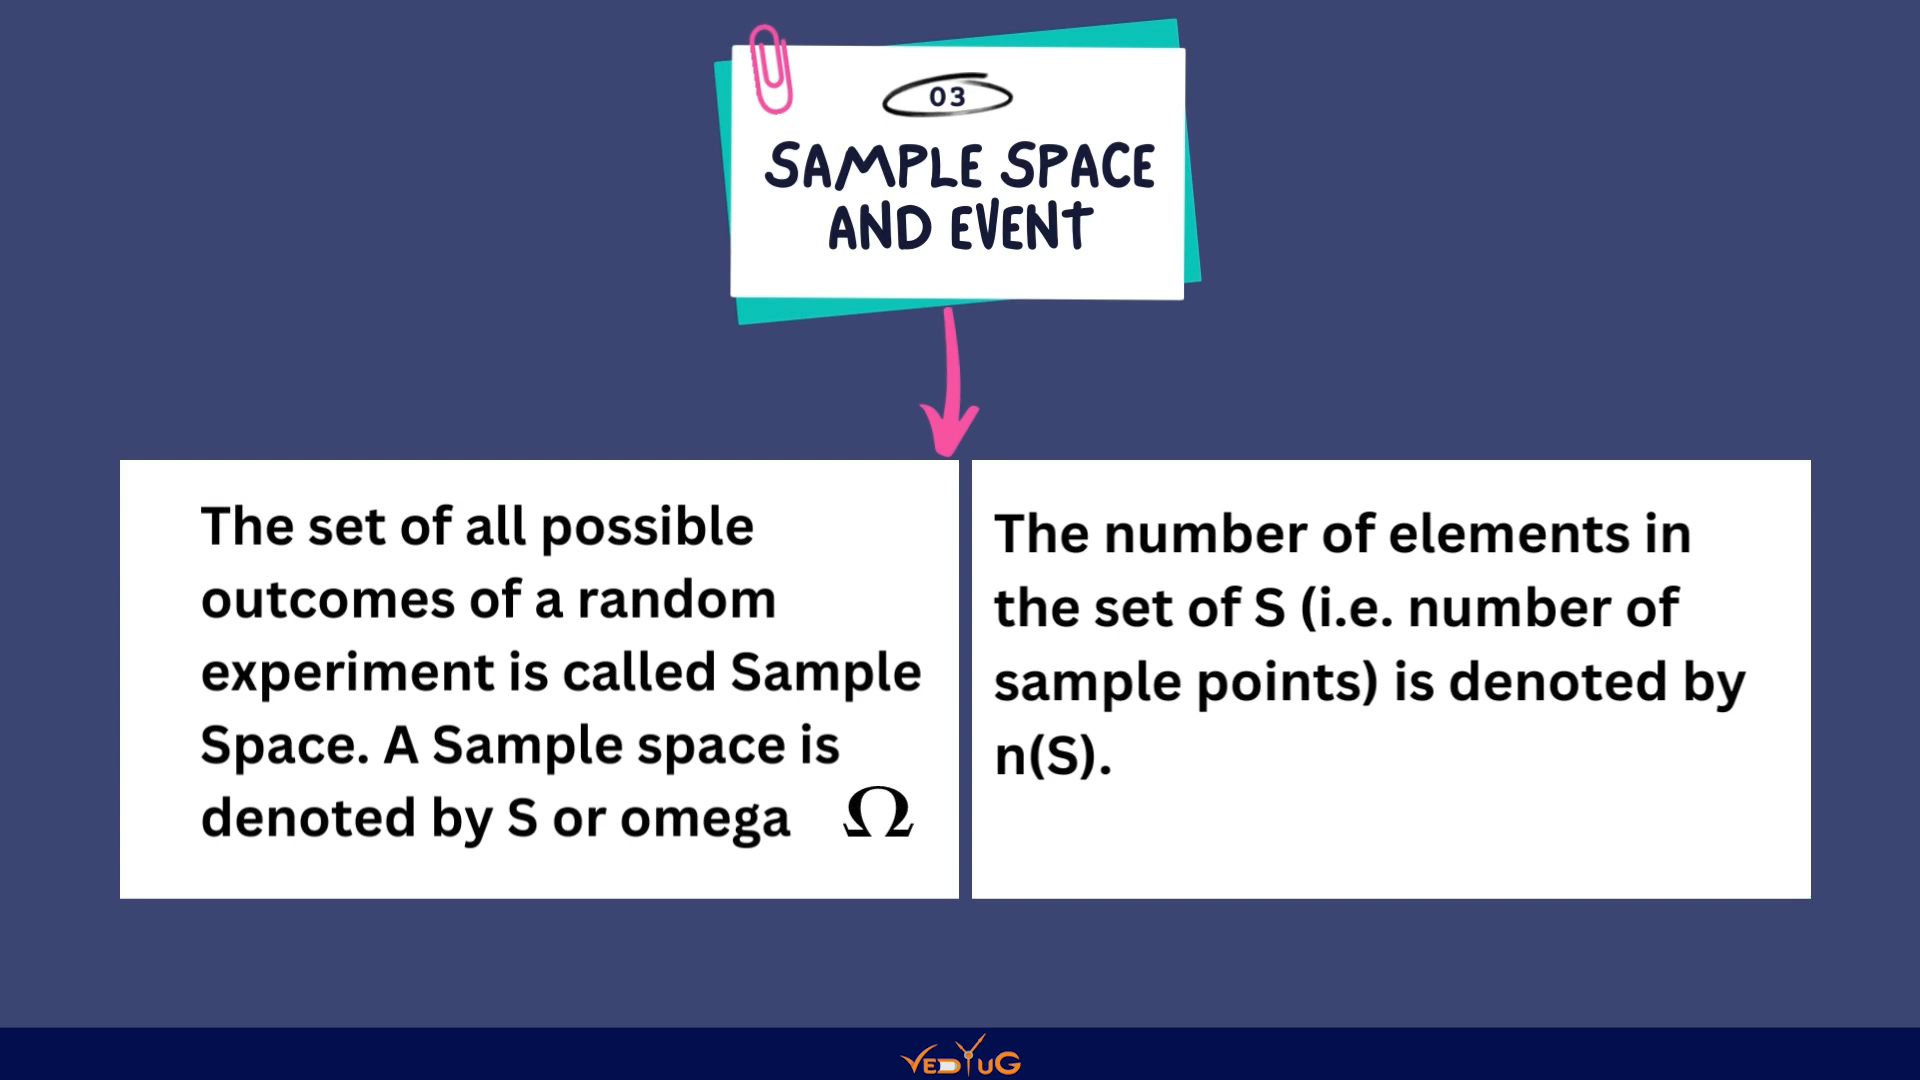 03
SAMPLE SPACE
AND EVENT
The set of all possible
outcomes of a random
experiment is called Sample
Space. A Sample space is
denoted by S or omega Ω
The number of elements in
the set of S (i.e. number of
sample points) is denoted by
n(S).
VEDYUG